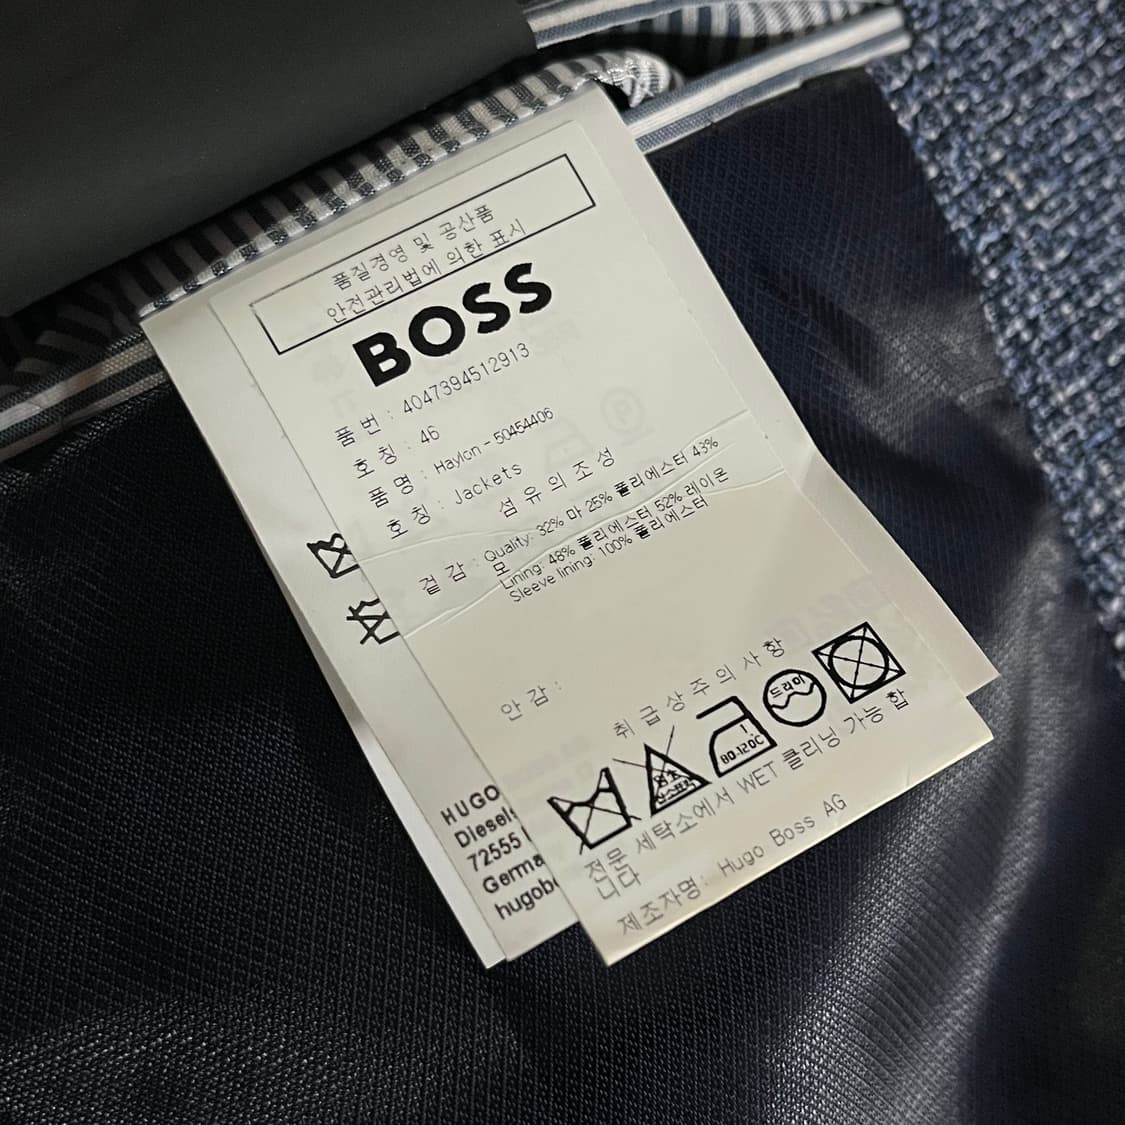 품질경영 및 공산품
안전관리법에 의한 표시
BOSS
품 번 : 4047394512913
호 칭 : 46
품 명 : Haylon - 50454406
호 칭 : Jackets
섬 유 의 조 성
겉 감 : Quality: 32% 마 25% 폴리에스터 43%
모
Lining: 48% 폴리에스터 52% 레이온
Sleeve lining: 100% 폴리에스터
안 감 :
취 급 상 주 의 사 항
80-120C
드라이
전문 세탁소에서 WET 클리닝 가능 합
니다
제조자명: Hugo Boss AG
HUGO
72555
hugobo